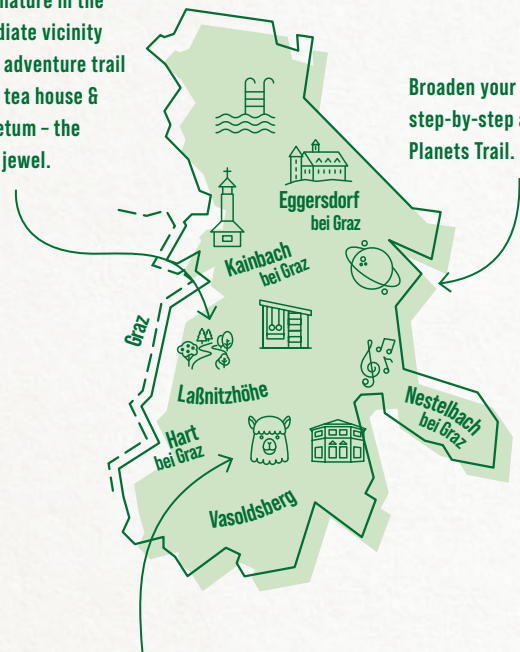 nature in the
diate vicinity
adventure trail
tea house &
etum – the
jewel.
Broaden your
step-by-step
Planets Trail.
Eggersdorf
bei Graz
Kainbach
bei Graz
Graz
Laßnitzhöhe
Nestelbach
bei Graz
Hart
bei Graz
Vasoldsberg